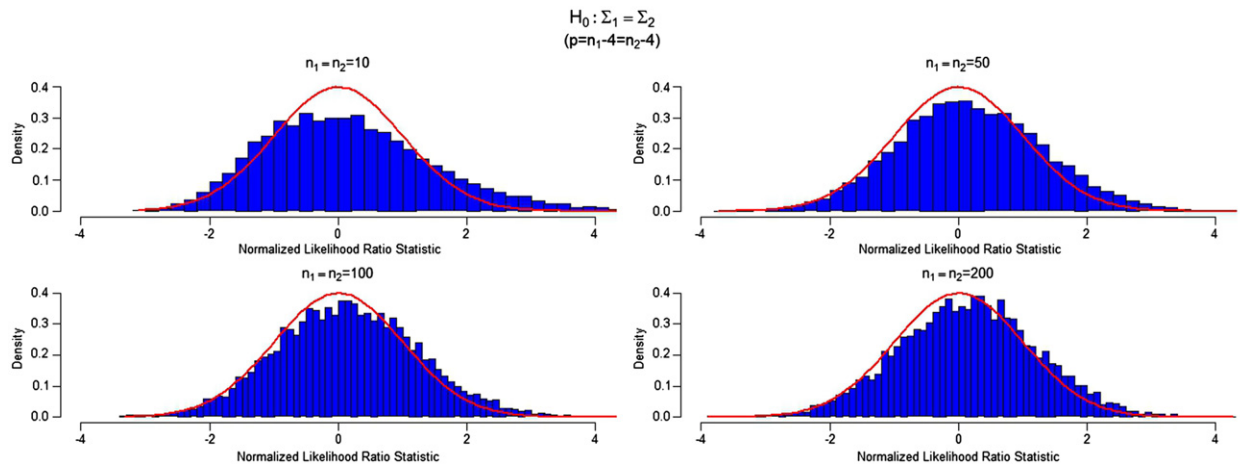 H₀ : Σ₁ = Σ₂
(p=n₁-4=n₂-4)
n₁ = n₂=10
0.4
0.3
0.2
0.1
0.0
Density
-4 -2 0 2 4
Normalized Likelihood Ratio Statistic
n₁ = n₂=50
0.4
0.3
0.2
0.1
0.0
Density
-4 -2 0 2 4
Normalized Likelihood Ratio Statistic
n₁ = n₂=100
0.4
0.3
0.2
0.1
0.0
Density
-4 -2 0 2 4
Normalized Likelihood Ratio Statistic
n₁ = n₂=200
0.4
0.3
0.2
0.1
0.0
Density
-4 -2 0 2 4
Normalized Likelihood Ratio Statistic